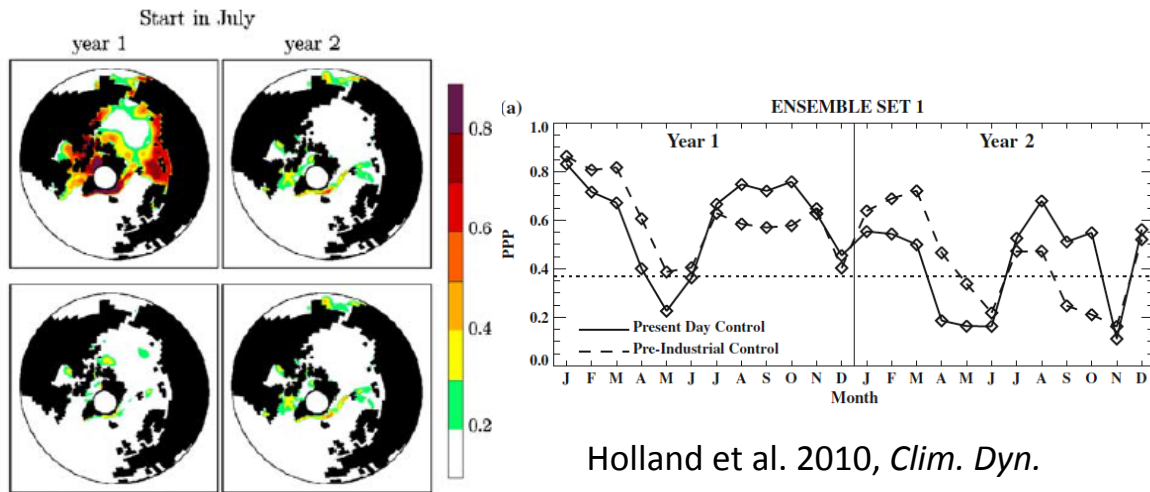 Start in July
year 1
year 2
0.8
0.6
0.4
0.2
(a)
ENSEMBLE SET 1
Year 1
Year 2
PPP
1.0
0.8
0.6
0.4
0.2
0.0
Present Day Control
Pre-Industrial Control
J F M A M J J A S O N D J F M A M J J A S O N D
Month
Holland et al. 2010, Clim. Dyn.